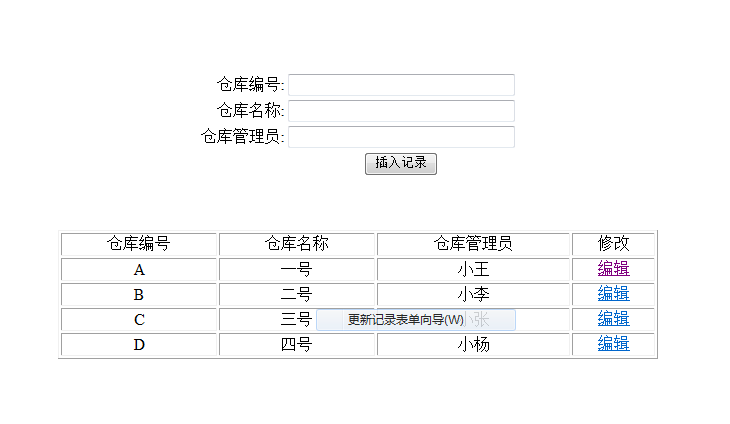 仓库编号:
仓库名称:
仓库管理员:
插入记录
仓库编号 仓库名称 仓库管理员 修改
A 一号 小王 编辑
B 二号 小李 编辑
C 三号 更新记录表单向导(W) 小张 编辑
D 四号 小杨 编辑